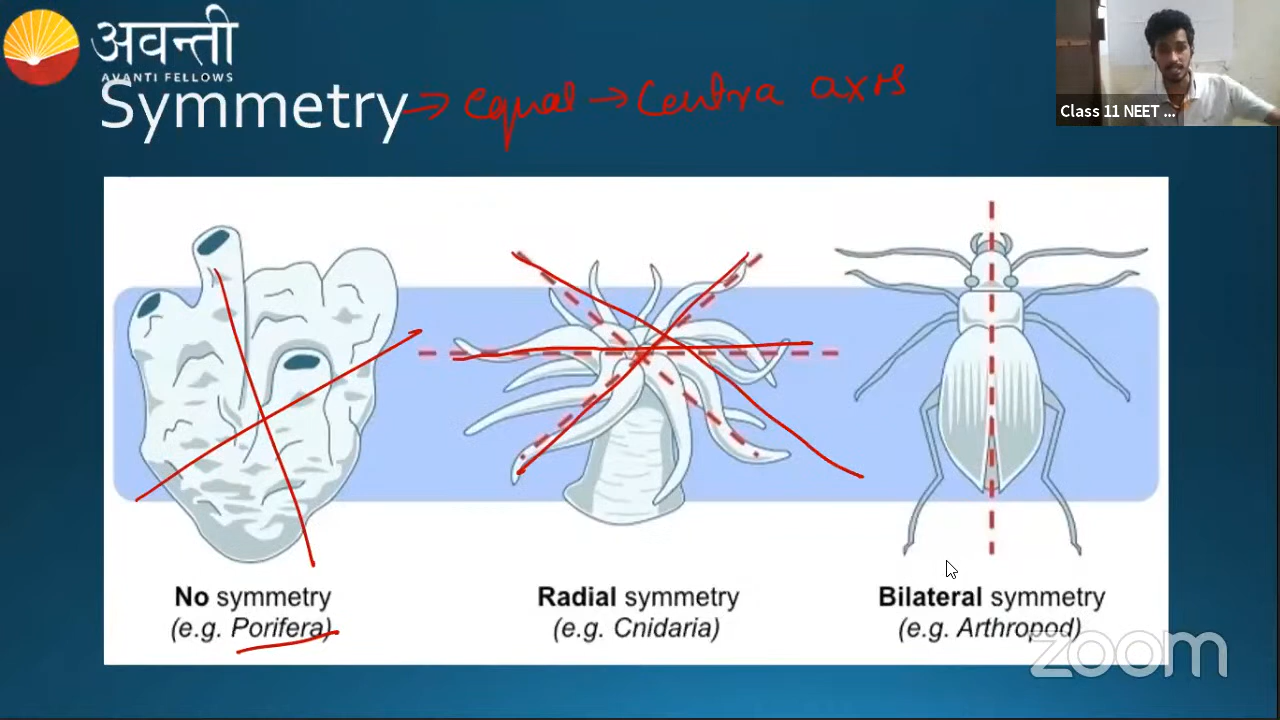 अवन्ती
AVANTI FELLOWS
Symmetry → equal → Centra axis
Class 11 NEET ...
No symmetry
(e.g. Porifera)
Radial symmetry
(e.g. Cnidaria)
Bilateral symmetry
(e.g. Arthropod)
zoom